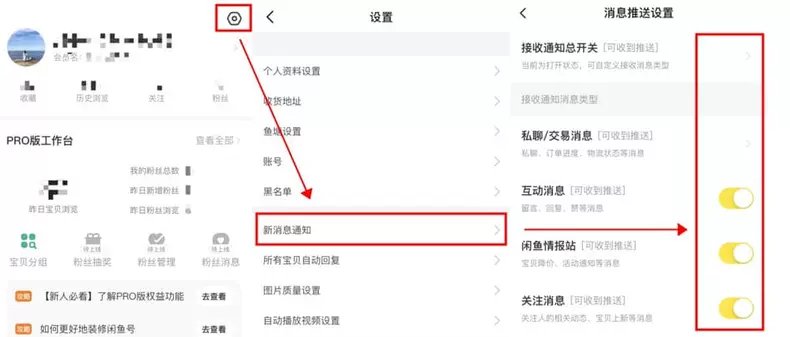 会员名:
收藏
历史浏览
关注
粉丝
PRO版工作台
查看全部 >
我的粉丝总数
昨日新增粉丝
昨日粉丝浏览
昨日宝贝浏览
待上线
待上线
待上线
宝贝分组
粉丝抽奖
粉丝管理
粉丝消息
攻略
【新人必看】了解PRO版权益功能
去查看
攻略
如何更好地装修闲鱼号
去查看
设置
个人资料设置
收货地址
鱼塘设置
账号
黑名单
新消息通知
所有宝贝自动回复
图片质量设置
自动播放视频设置
消息推送设置
接收通知总开关 [可收到推送]
当前为打开状态，可自定义接收消息类型
接收通知消息类型
私聊/交易消息 [可收到推送]
私聊、订单进度、物流状态等消息
互动消息 [可收到推送]
留言、回复、赞等消息
闲鱼情报站 [可收到推送]
宝贝降价、活动通知等消息
关注消息 [可收到推送]
关注人的相关动态、宝贝上新等消息